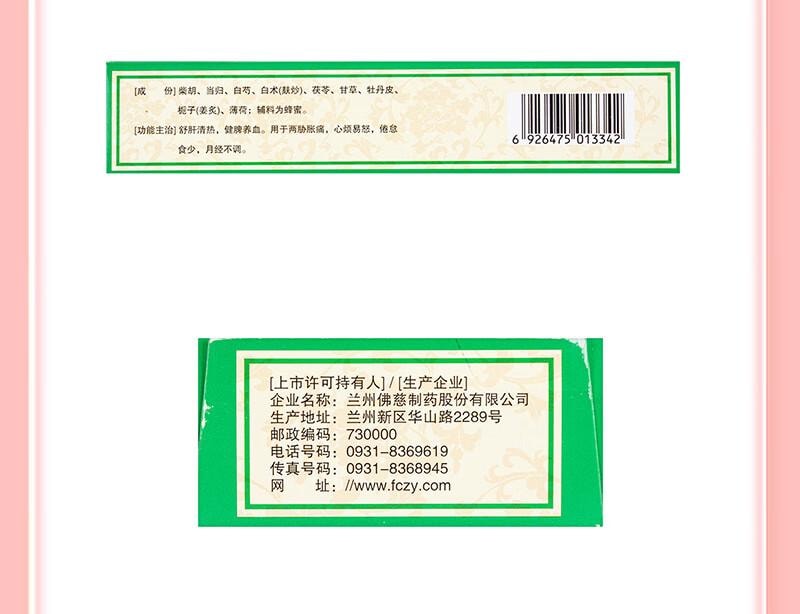 [成　份] 柴胡、当归、白芍、白术(麸炒)、茯苓、甘草、牡丹皮、
栀子(姜炙)、薄荷；辅料为蜂蜜。
[功能主治] 舒肝清热，健脾养血。用于两胁胀痛，心烦易怒，倦怠
食少，月经不调。
6 926475 013342
[上市许可持有人] / [生产企业]
企业名称：兰州佛慈制药股份有限公司
生产地址：兰州新区华山路2289号
邮政编码：730000
电话号码：0931-8369619
传真号码：0931-8368945
网　址：//www.fczy.com